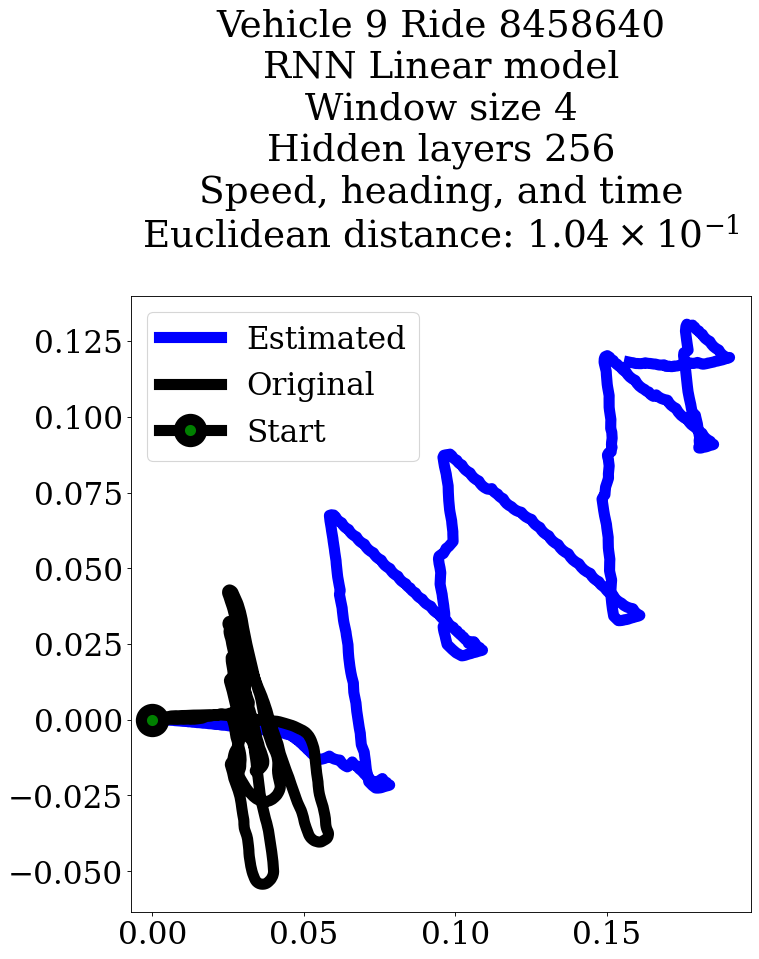 Vehicle 9 Ride 8458640
RNN Linear model
Window size 4
Hidden layers 256
Speed, heading, and time
Euclidean distance: 1.04 × 10⁻¹
Estimated
Original
Start
0.125
0.100
0.075
0.050
0.025
0.000
−0.025
−0.050
0.00 0.05 0.10 0.15